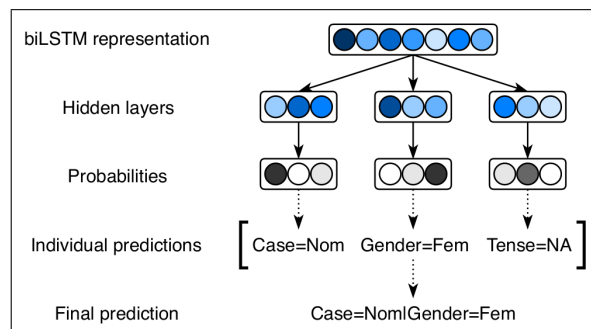 biLSTM representation
Hidden layers
Probabilities
Individual predictions [ Case=Nom Gender=Fem Tense=NA ]
Final prediction Case=Nom|Gender=Fem